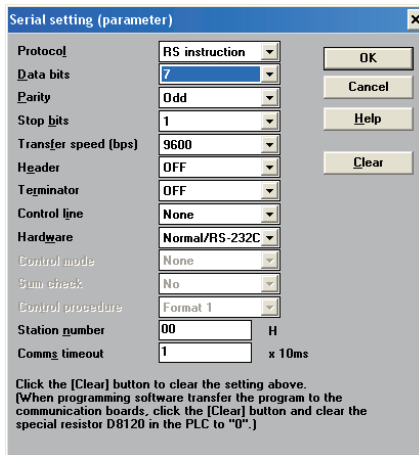 Serial setting (parameter)
Protocol RS instruction OK
Data bits 7
Parity Odd Cancel
Stop bits 1 Help
Transfer speed (bps) 9600
Header OFF Clear
Terminator OFF
Control line None
Hardware Normal/RS-232C
Control mode None
Sum check No
Control procedure Format 1
Station number 00 H
Comms timeout 1 x 10ms
Click the [Clear] button to clear the setting above.
(When programming software transfer the program to the
communication boards, click the [Clear] button and clear the
special resistor D8120 in the PLC to "0".)